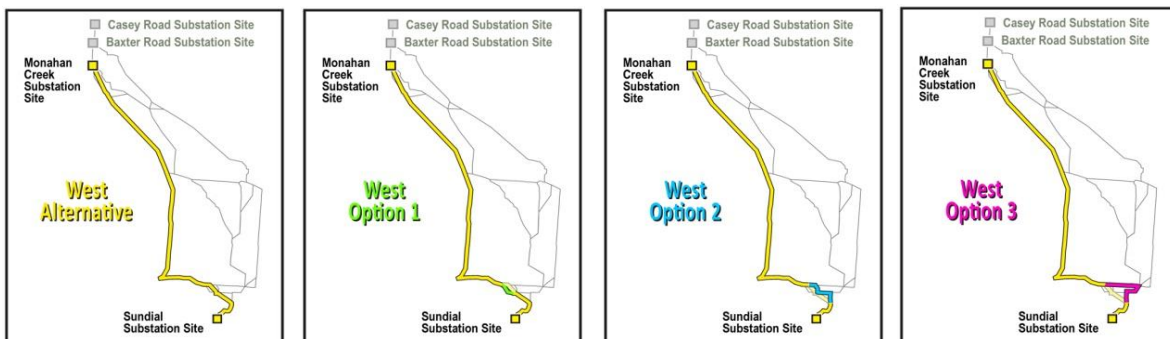 Casey Road Substation Site
Baxter Road Substation Site
Monahan
Creek
Substation
Site
West
Alternative
Sundial
Substation Site
Casey Road Substation Site
Baxter Road Substation Site
Monahan
Creek
Substation
Site
West
Option 1
Sundial
Substation Site
Casey Road Substation Site
Baxter Road Substation Site
Monahan
Creek
Substation
Site
West
Option 2
Sundial
Substation Site
Casey Road Substation Site
Baxter Road Substation Site
Monahan
Creek
Substation
Site
West
Option 3
Sundial
Substation Site